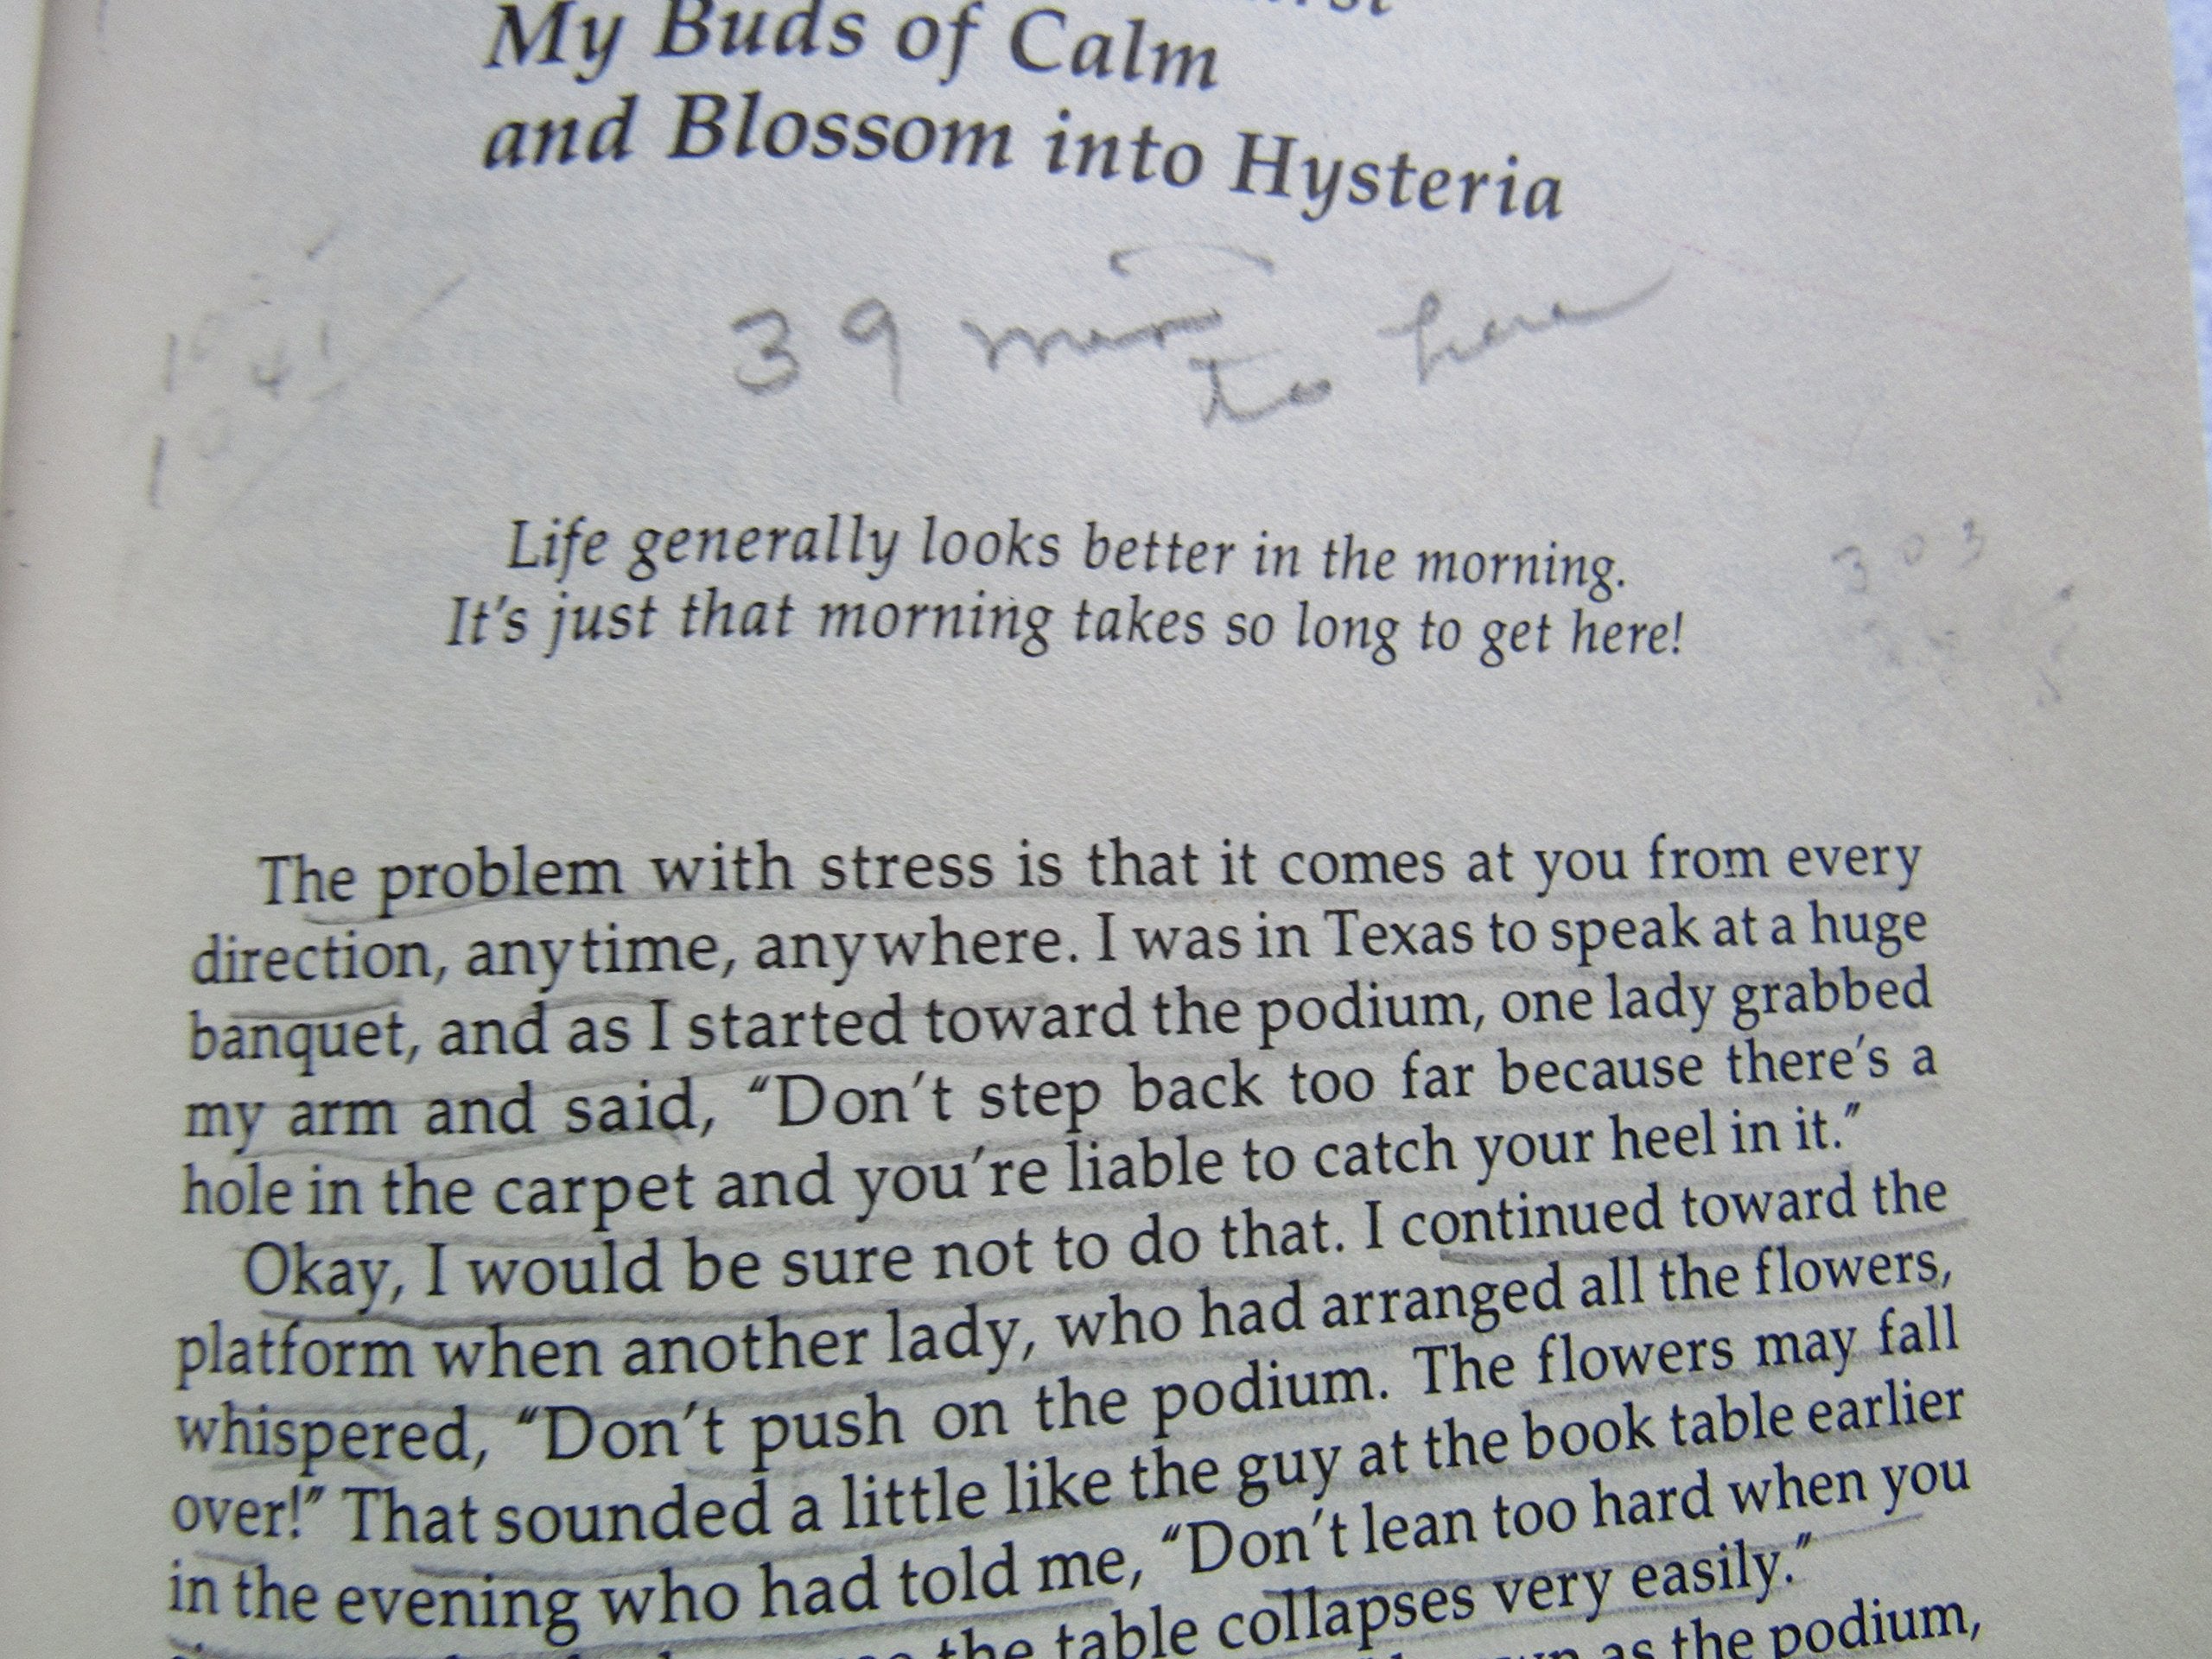 My Buds of Calm
and Blossom into Hysteria
39 min
to here
Life generally looks better in the morning.
It's just that morning takes so long to get here!
303
The problem with stress is that it comes at you from every
direction, anytime, anywhere. I was in Texas to speak at a huge
banquet, and as I started toward the podium, one lady grabbed
my arm and said, "Don't step back too far because there's a
hole in the carpet and you're liable to catch your heel in it."
Okay, I would be sure not to do that. I continued toward the
platform when another lady, who had arranged all the flowers,
whispered, "Don't push on the podium. The flowers may fall
over!" That sounded a little like the guy at the book table earlier
in the evening who had told me, "Don't lean too hard when you
the table collapses very easily."
as the podium,